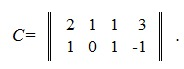 C= ‖ 2 1 1 3 ‖
‖ 1 0 1 -1 ‖ .